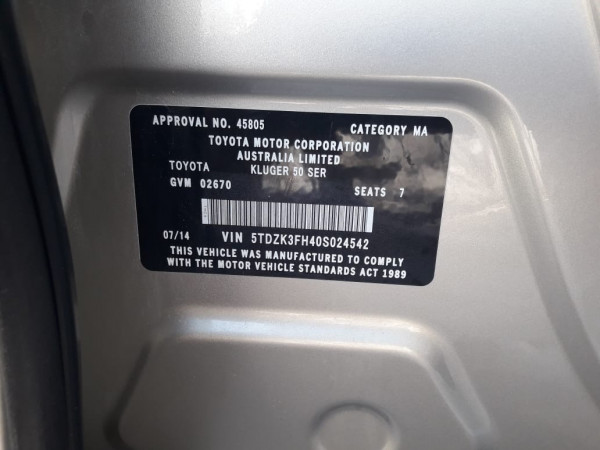 APPROVAL NO. 45805 CATEGORY MA
TOYOTA MOTOR CORPORATION
AUSTRALIA LIMITED
TOYOTA KLUGER 50 SER
GVM 02670 SEATS 7
07/14 VIN 5TDZK3FH40S024542
THIS VEHICLE WAS MANUFACTURED TO COMPLY
WITH THE MOTOR VEHICLE STANDARDS ACT 1989